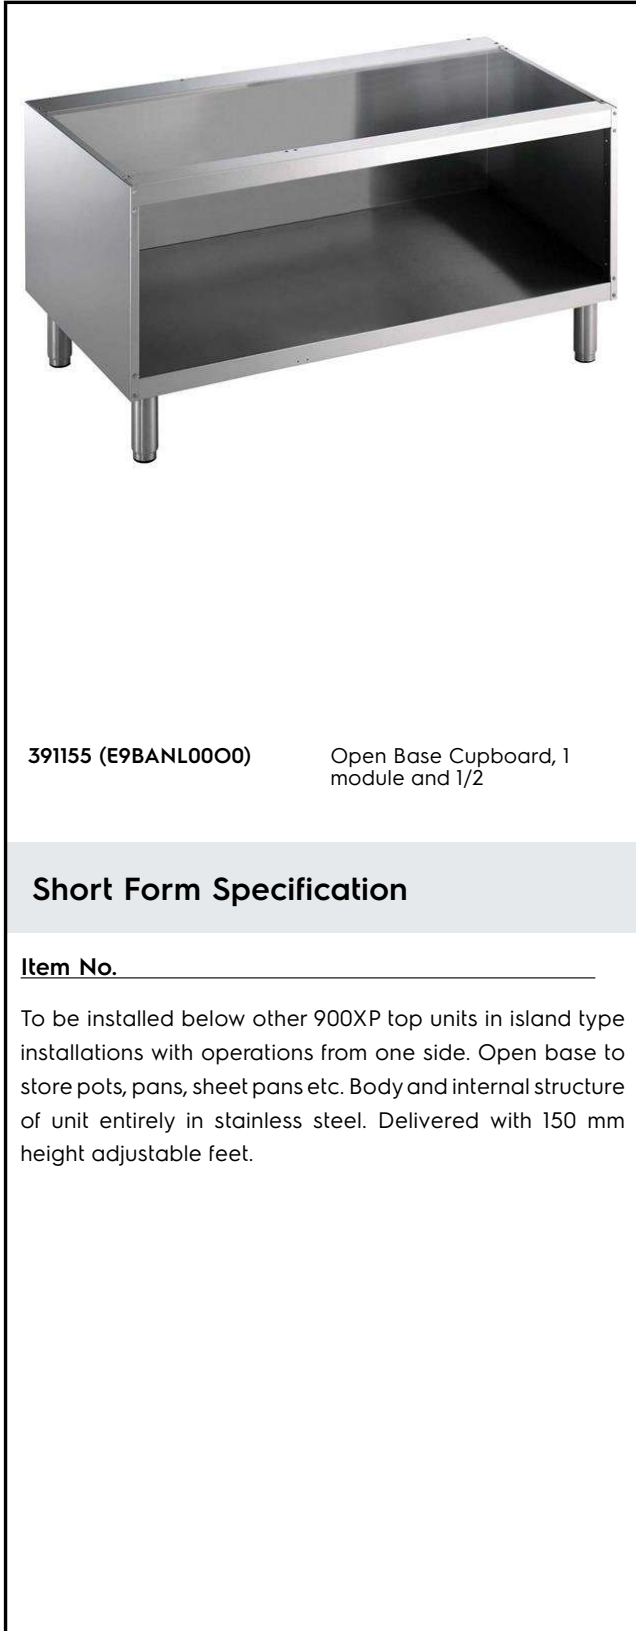 391155 (E9BANL00O0)
Open Base Cupboard, 1
module and 1/2
Short Form Specification
Item No.
To be installed below other 900XP top units in island type
installations with operations from one side. Open base to
store pots, pans, sheet pans etc. Body and internal structure
of unit entirely in stainless steel. Delivered with 150 mm
height adjustable feet.